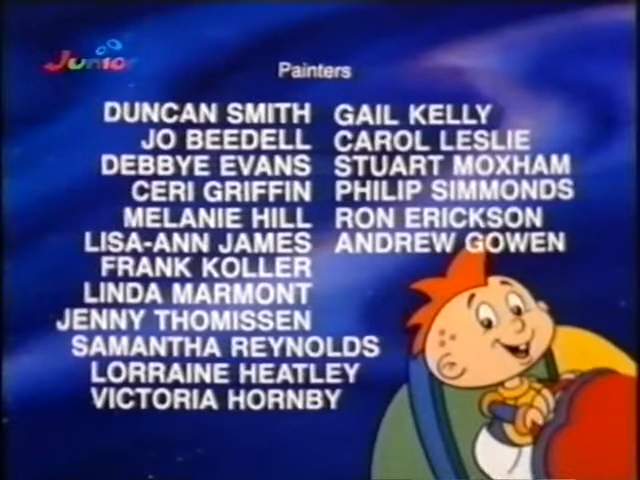 Junior
Painters
DUNCAN SMITH GAIL KELLY
JO BEEDELL CAROL LESLIE
DEBBYE EVANS STUART MOXHAM
CERI GRIFFIN PHILIP SIMMONDS
MELANIE HILL RON ERICKSON
LISA-ANN JAMES ANDREW GOWEN
FRANK KOLLER
LINDA MARMONT
JENNY THOMISSEN
SAMANTHA REYNOLDS
LORRAINE HEATLEY
VICTORIA HORNBY